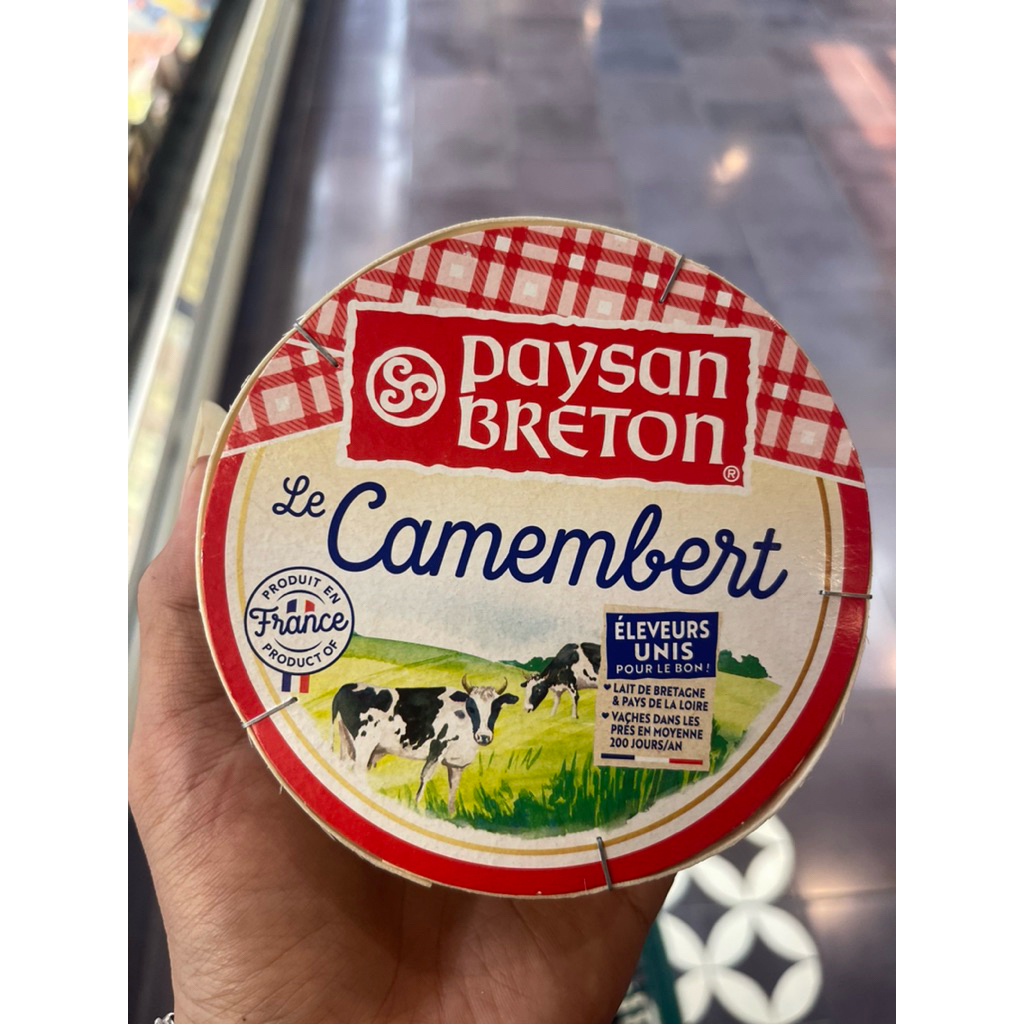 paysan
BRETON®
Le Camembert
PRODUIT EN
France
PRODUCT OF
ÉLEVEURS
UNIS
POUR LE BON !
LAIT DE BRETAGNE
& PAYS DE LA LOIRE
VACHES DANS LES
PRÉS EN MOYENNE
200 JOURS/AN